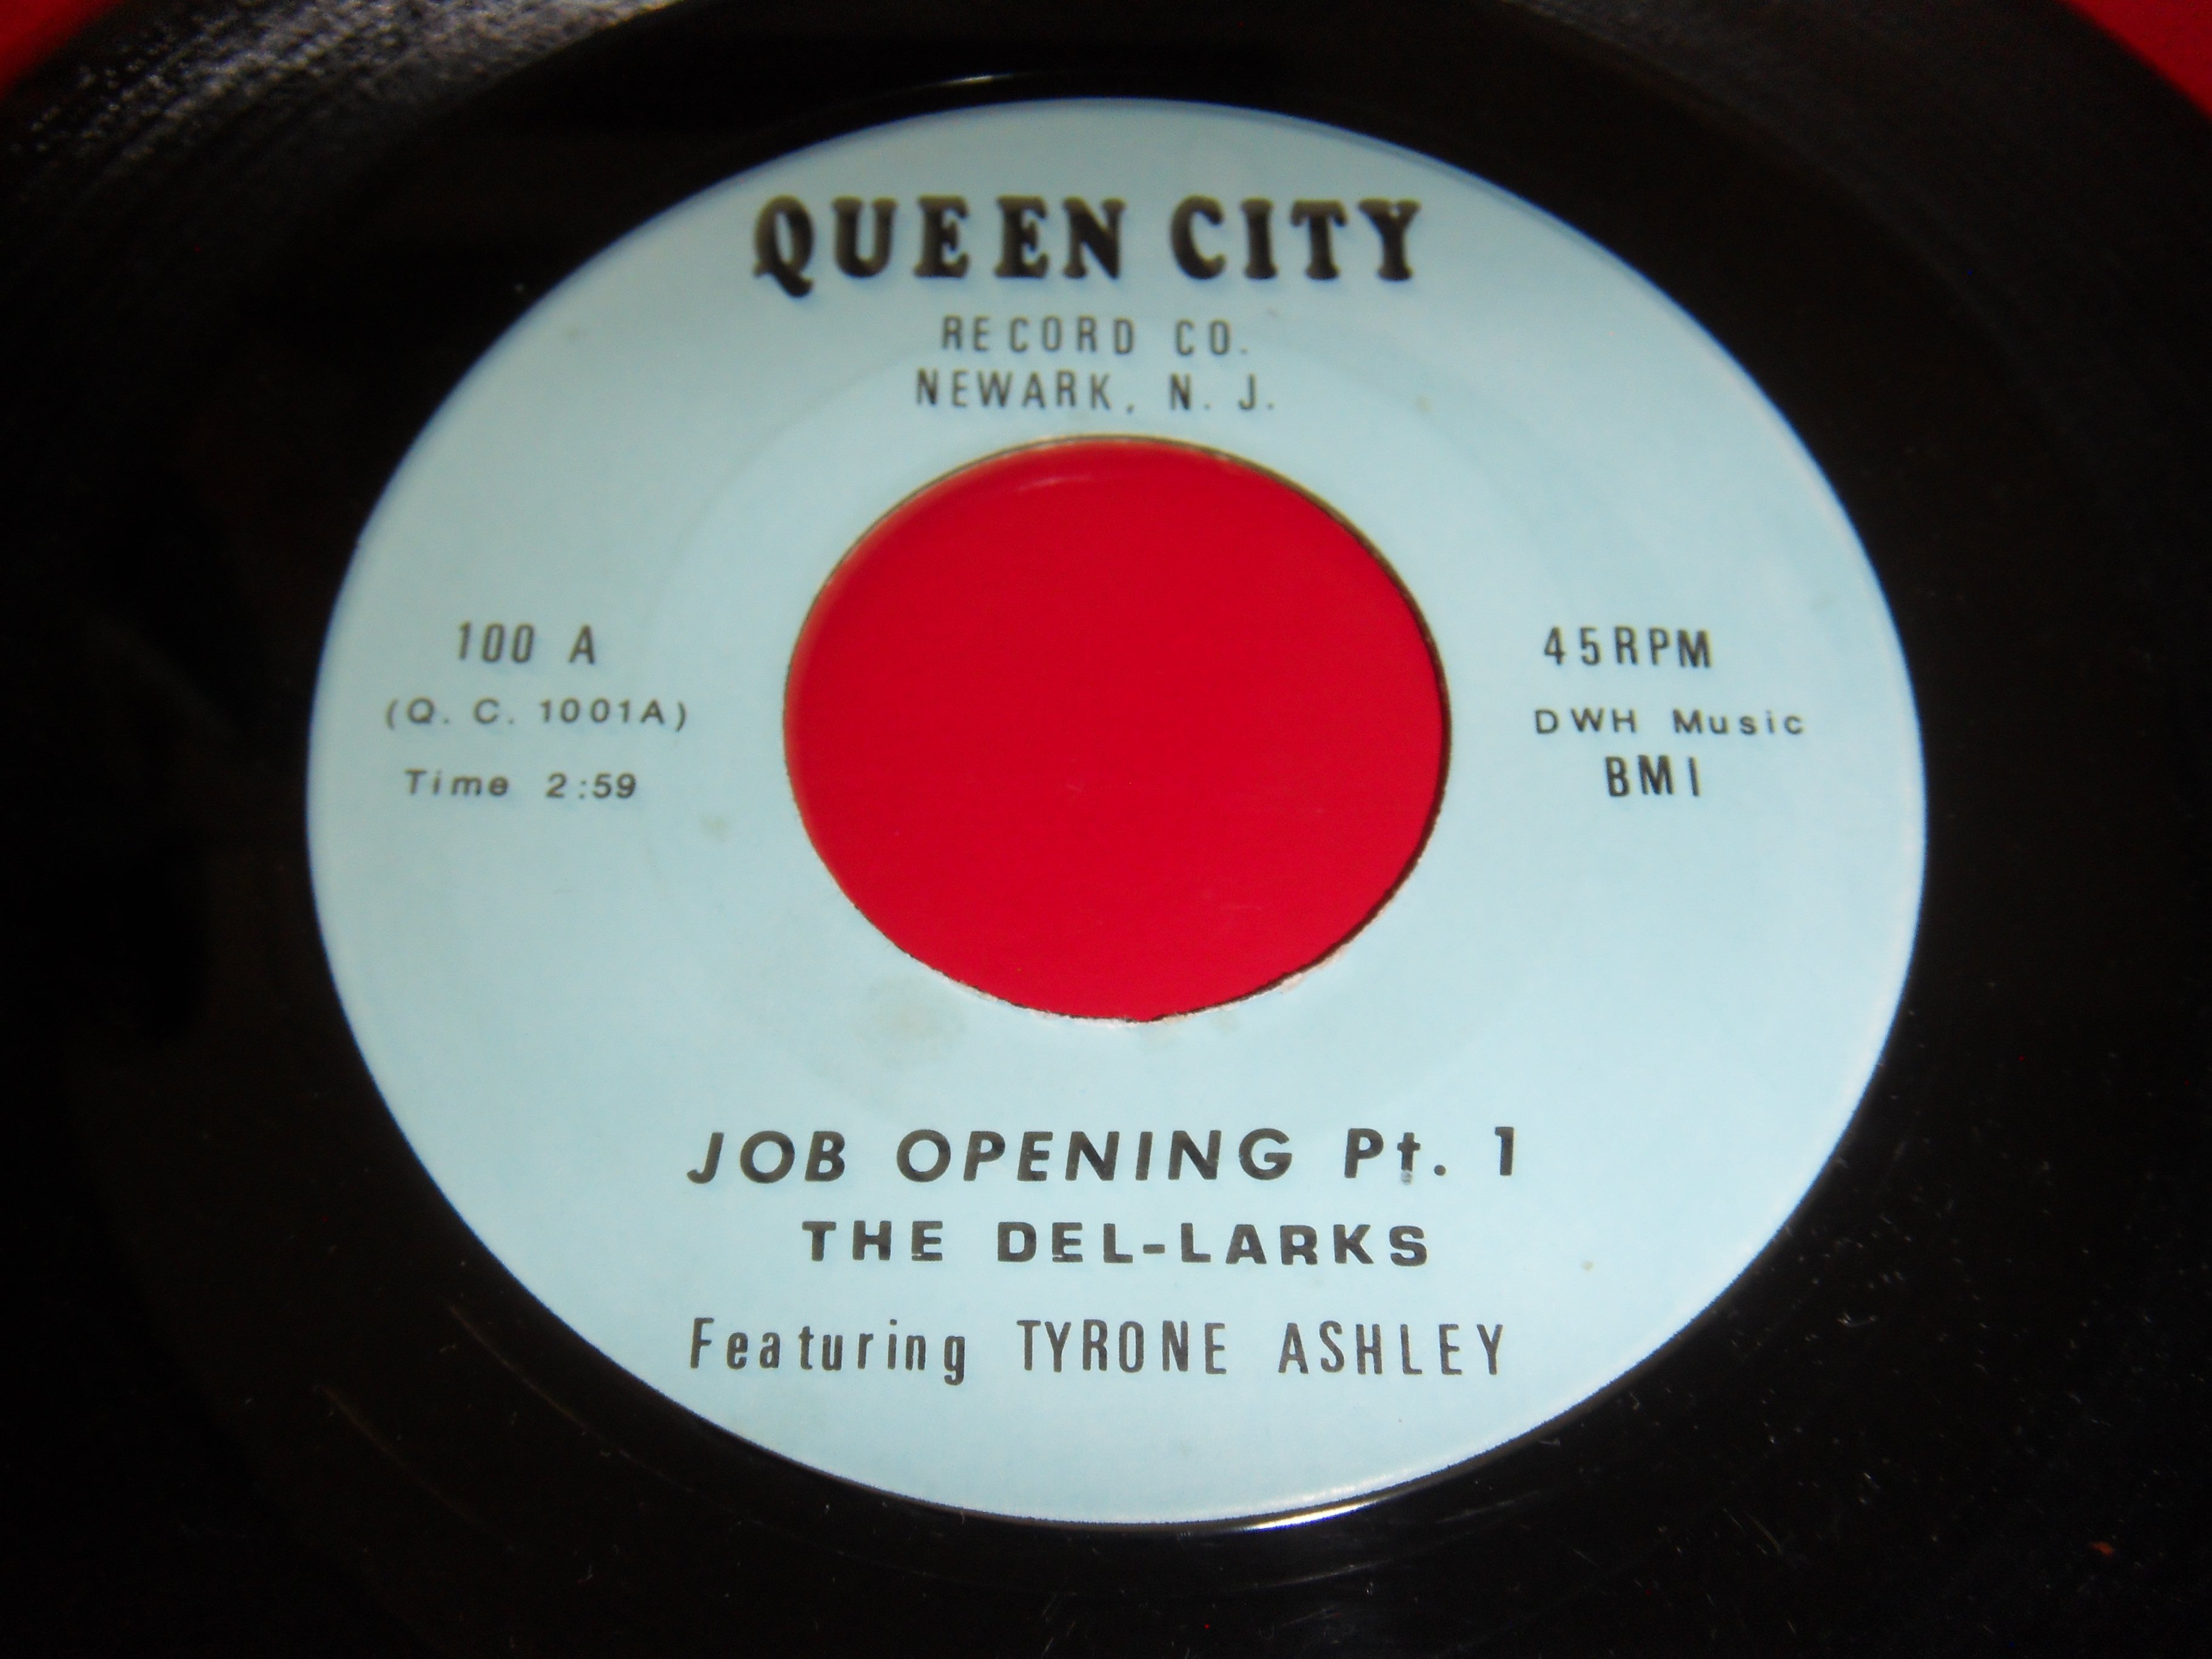 QUEEN CITY
RECORD CO.
NEWARK, N. J.
100 A
(Q. C. 1001A)
Time 2:59
45RPM
DWH Music
BMI
JOB OPENING Pt. 1
THE DEL-LARKS
Featuring TYRONE ASHLEY